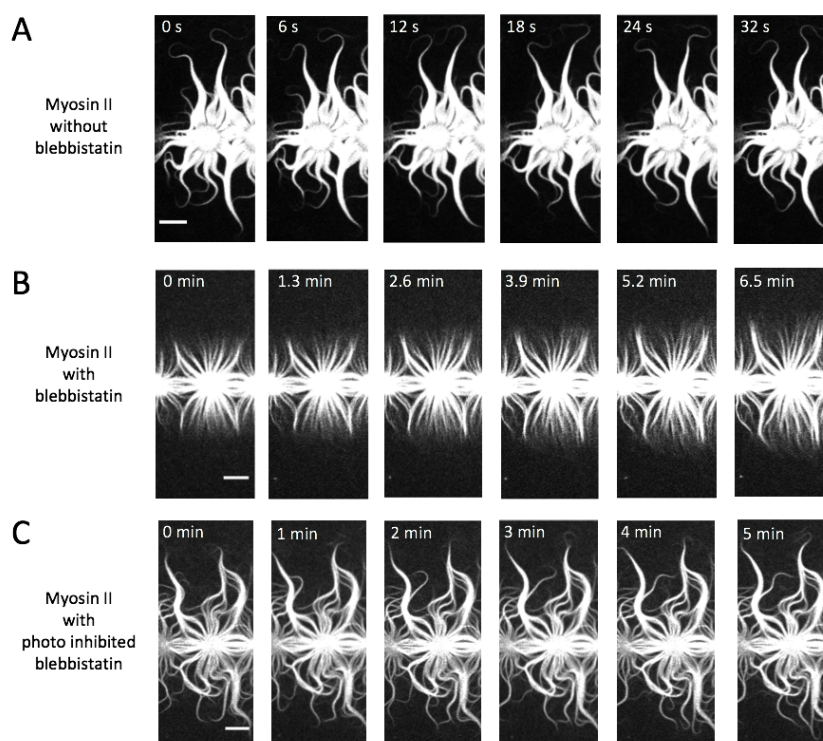 A
0 s
6 s
12 s
18 s
24 s
32 s
Myosin II
without
blebbistatin
B
0 min
1.3 min
2.6 min
3.9 min
5.2 min
6.5 min
Myosin II
with
blebbistatin
C
0 min
1 min
2 min
3 min
4 min
5 min
Myosin II
with
photo inhibited
blebbistatin